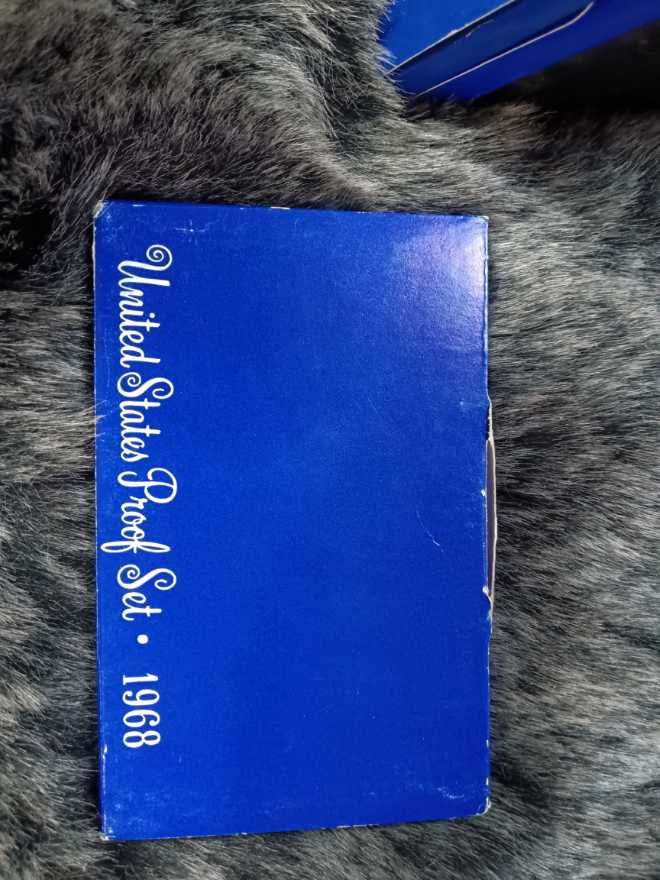 United States Proof Set • 1968